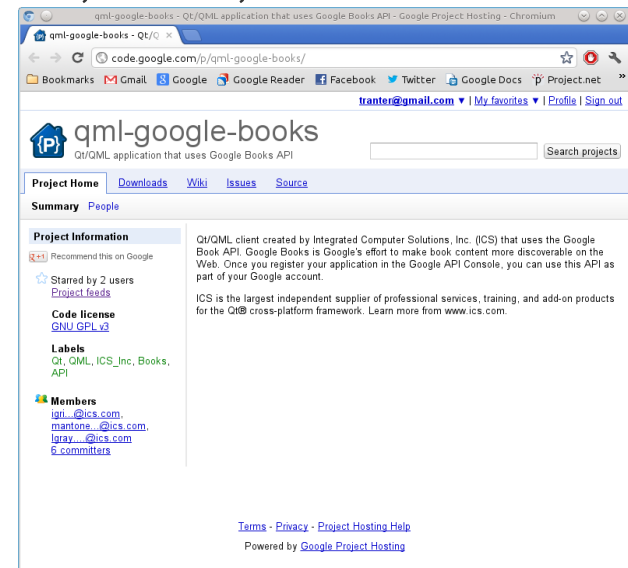 qml-google-books - Qt/QML application that uses Google Books API - Google Project Hosting - Chromium
qml-google-books - Qt/Q
code.google.com/p/qml-google-books/
Bookmarks Gmail Google Google Reader Facebook Twitter Google Docs Project.net »
tranter@gmail.com ▼ | My favorites ▼ | Profile | Sign out
{P}
qml-google-books
Qt/QML application that uses Google Books API
Search projects
Project Home Downloads Wiki Issues Source
Summary People
Project Information
+1 Recommend this on Google
Starred by 2 users
Project feeds
Code license
GNU GPL v3
Labels
Qt, QML, ICS_Inc, Books,
API
Members
igri...@ics.com,
mantone...@ics.com,
lgray....@ics.com
6 committers
Qt/QML client created by Integrated Computer Solutions, Inc. (ICS) that uses the Google
Book API. Google Books is Google's effort to make book content more discoverable on the
Web. Once you register your application in the Google API Console, you can use this API as
part of your Google account.
ICS is the largest independent supplier of professional services, training, and add-on products
for the Qt® cross-platform framework. Learn more from www.ics.com.
Terms - Privacy - Project Hosting Help
Powered by Google Project Hosting